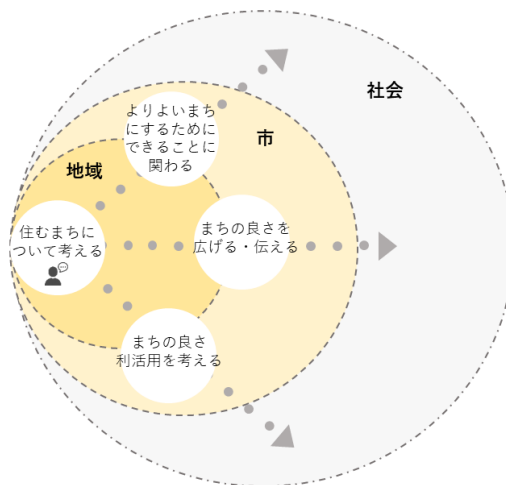 社会
よりよいまち
にするために
できることに
関わる
市
地域
住むまちに
ついて考える
まちの良さを
広げる・伝える
まちの良さ
利活用を考える